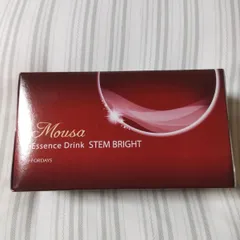 Mousa
Essence Drink STEM BRIGHT
FORDAYS